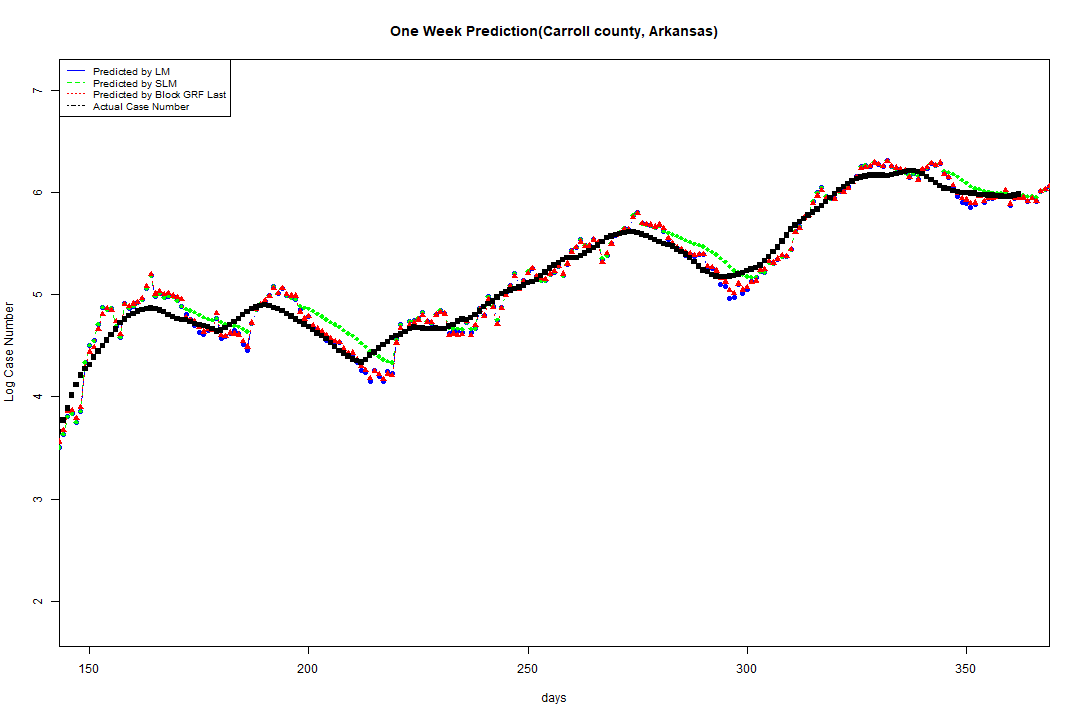 One Week Prediction(Carroll county, Arkansas)
Predicted by LM
Predicted by SLM
Predicted by Block GRF Last
Actual Case Number
Log Case Number
7
6
5
4
3
2
150 200 250 300 350
days